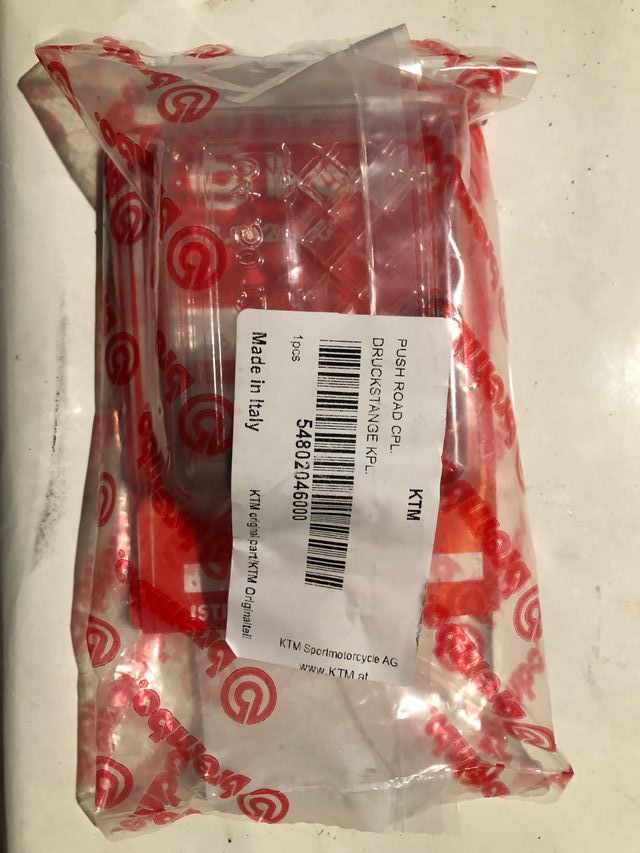 KTM
PUSH ROAD CPL.
DRUCKSTANGE KPL.
1pcs
54802046000
Made in Italy
KTM original part/KTM Originalteil
KTM Sportmotorcycle AG
www.KTM.at
brembo